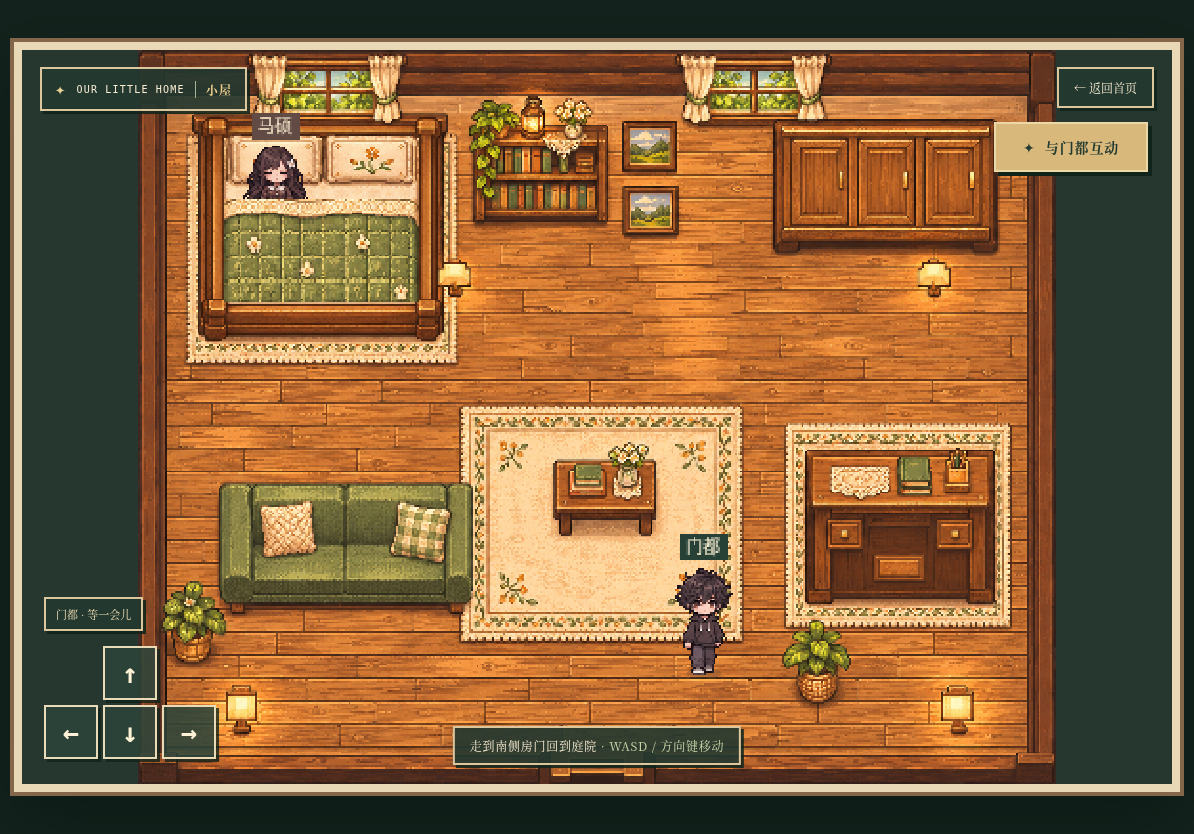 ✦ OUR LITTLE HOME | 小屋
← 返回首页
马硕
✦ 与门都互动
门都
门都 · 等一会儿
↑
← ↓ →
走到南侧房门回到庭院 · WASD / 方向键移动